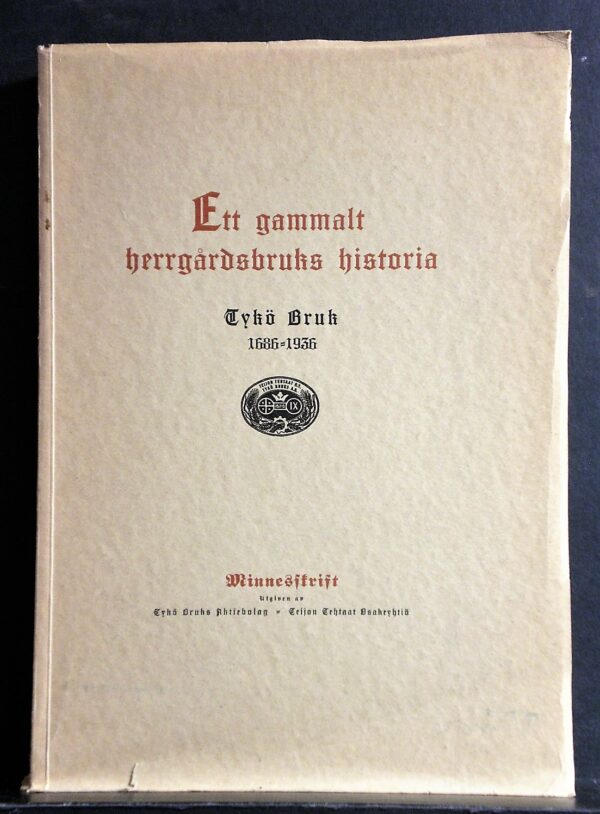 Ett gammalt
herrgårdsbruks historia
Tykö Bruk
1686-1936
TEIJON TEHTAAT O.Y.
TYKÖ BRUKS A.B.
IX
Minnesskrift
Utgiven av
Tykö Bruks Aktiebolag - Teijon Tehtaat Osakeyhtiö